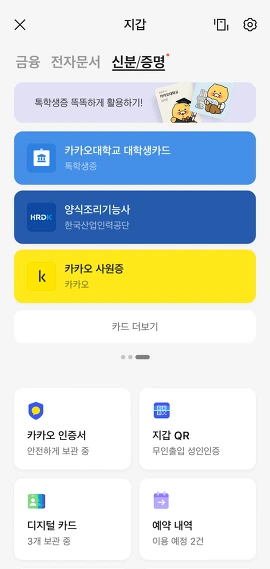 지갑
금융 전자문서 신분/증명
톡학생증 똑똑하게 활용하기!
카카오대학교 대학생카드
톡학생증
HRDK
양식조리기능사
한국산업인력공단
k
카카오 사원증
카카오
카드 더보기
카카오 인증서
안전하게 보관 중
지갑 QR
무인출입 성인인증
디지털 카드
3개 보관 중
예약 내역
이용 예정 2건